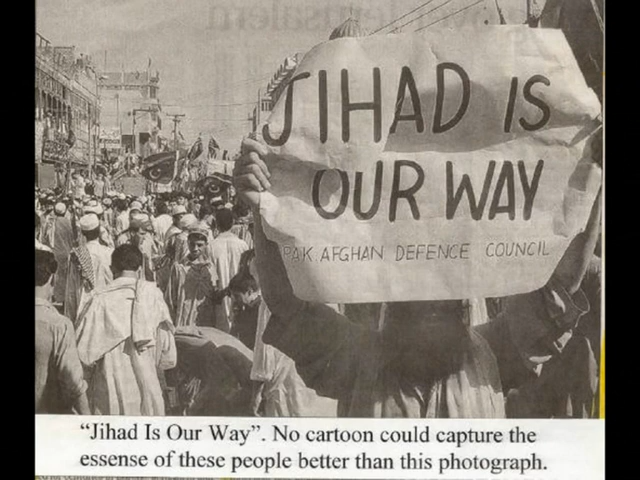 JIHAD IS
OUR WAY
PAK.AFGHAN DEFENCE COUNCIL
“Jihad Is Our Way”. No cartoon could capture the
essense of these people better than this photograph.